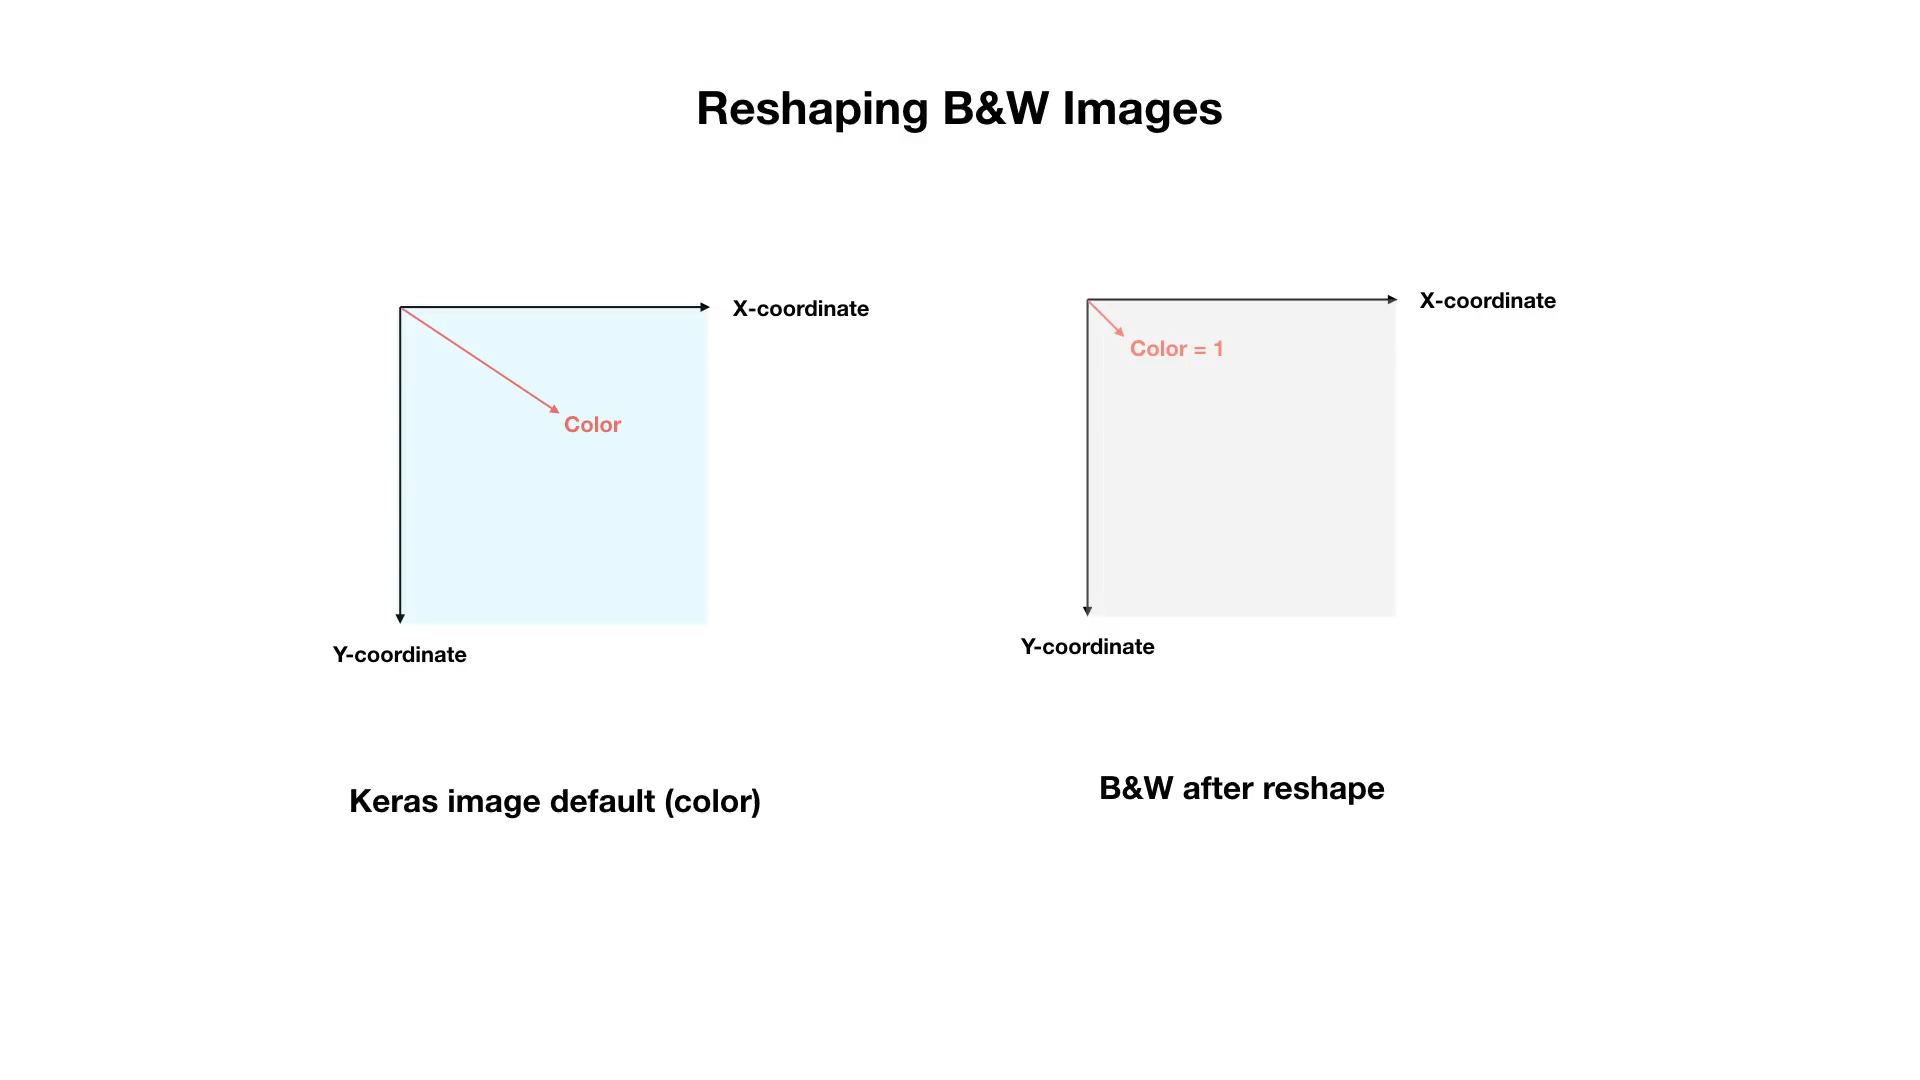 Reshaping B&W Images
X-coordinate
Color
Y-coordinate
Keras image default (color)
X-coordinate
Color = 1
Y-coordinate
B&W after reshape